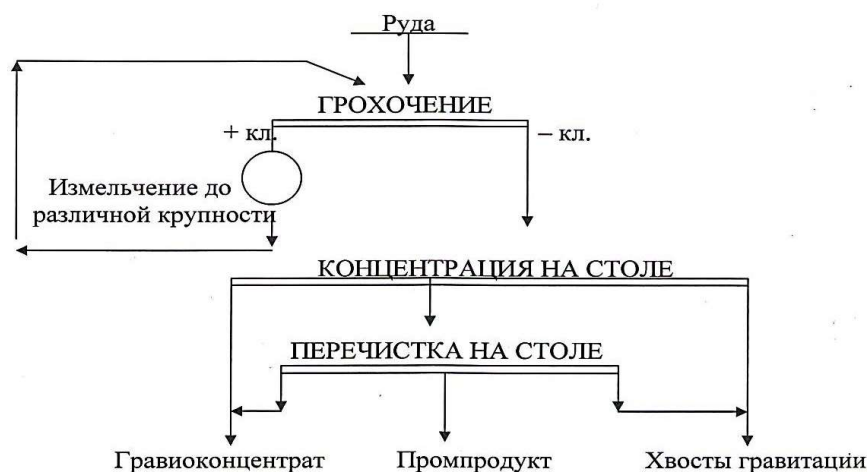 Руда
ГРОХОЧЕНИЕ
+ кл.
– кл.
Измельчение до
различной крупности
КОНЦЕНТРАЦИЯ НА СТОЛЕ
ПЕРЕЧИСТКА НА СТОЛЕ
Гравиоконцентрат
Промпродукт
Хвосты гравитации